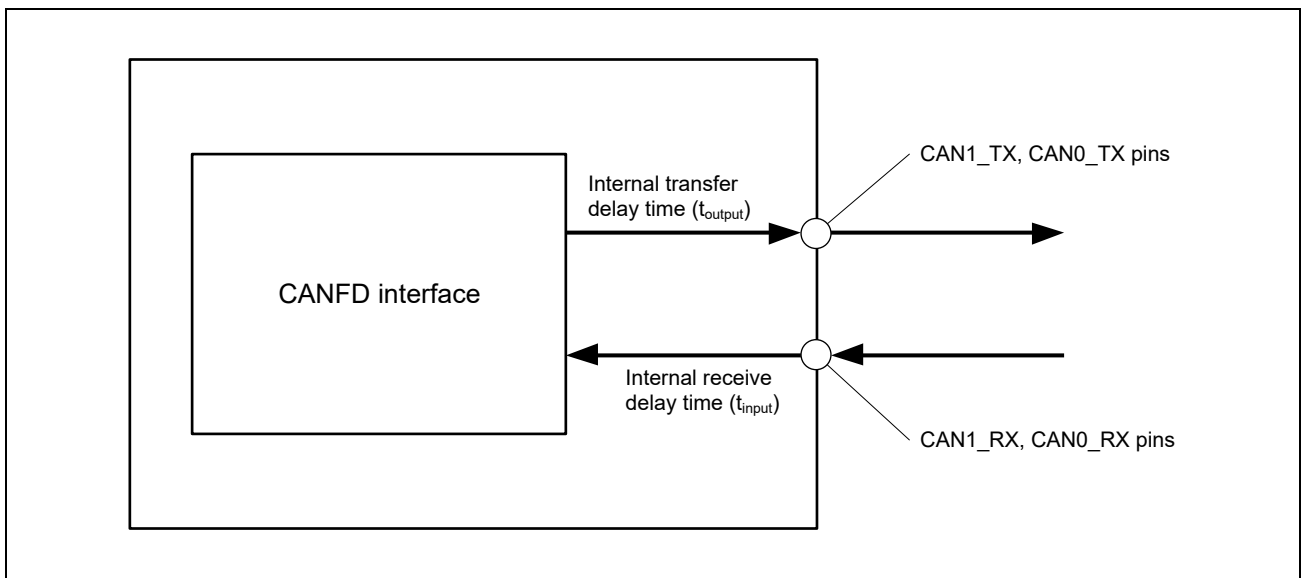 CAN1_TX, CAN0_TX pins
Internal transfer
delay time (toutput)
CANFD interface
Internal receive
delay time (tinput)
CAN1_RX, CAN0_RX pins